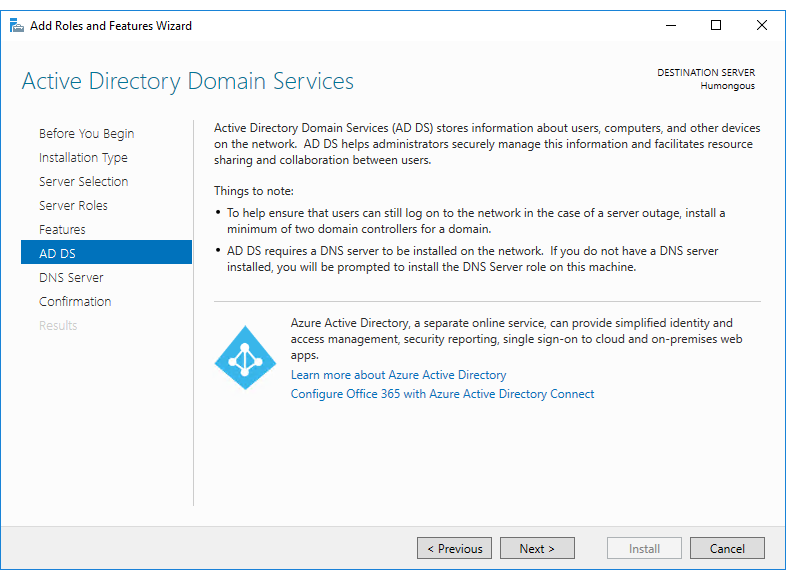 Add Roles and Features Wizard
Active Directory Domain Services
DESTINATION SERVER
Humongous
Before You Begin
Installation Type
Server Selection
Server Roles
Features
AD DS
DNS Server
Confirmation
Results
Active Directory Domain Services (AD DS) stores information about users, computers, and other devices
on the network.  AD DS helps administrators securely manage this information and facilitates resource
sharing and collaboration between users.
Things to note:
• To help ensure that users can still log on to the network in the case of a server outage, install a
minimum of two domain controllers for a domain.
• AD DS requires a DNS server to be installed on the network.  If you do not have a DNS server
installed, you will be prompted to install the DNS Server role on this machine.
Azure Active Directory, a separate online service, can provide simplified identity and
access management, security reporting, single sign-on to cloud and on-premises web
apps.
Learn more about Azure Active Directory
Configure Office 365 with Azure Active Directory Connect
< Previous
Next >
Install
Cancel